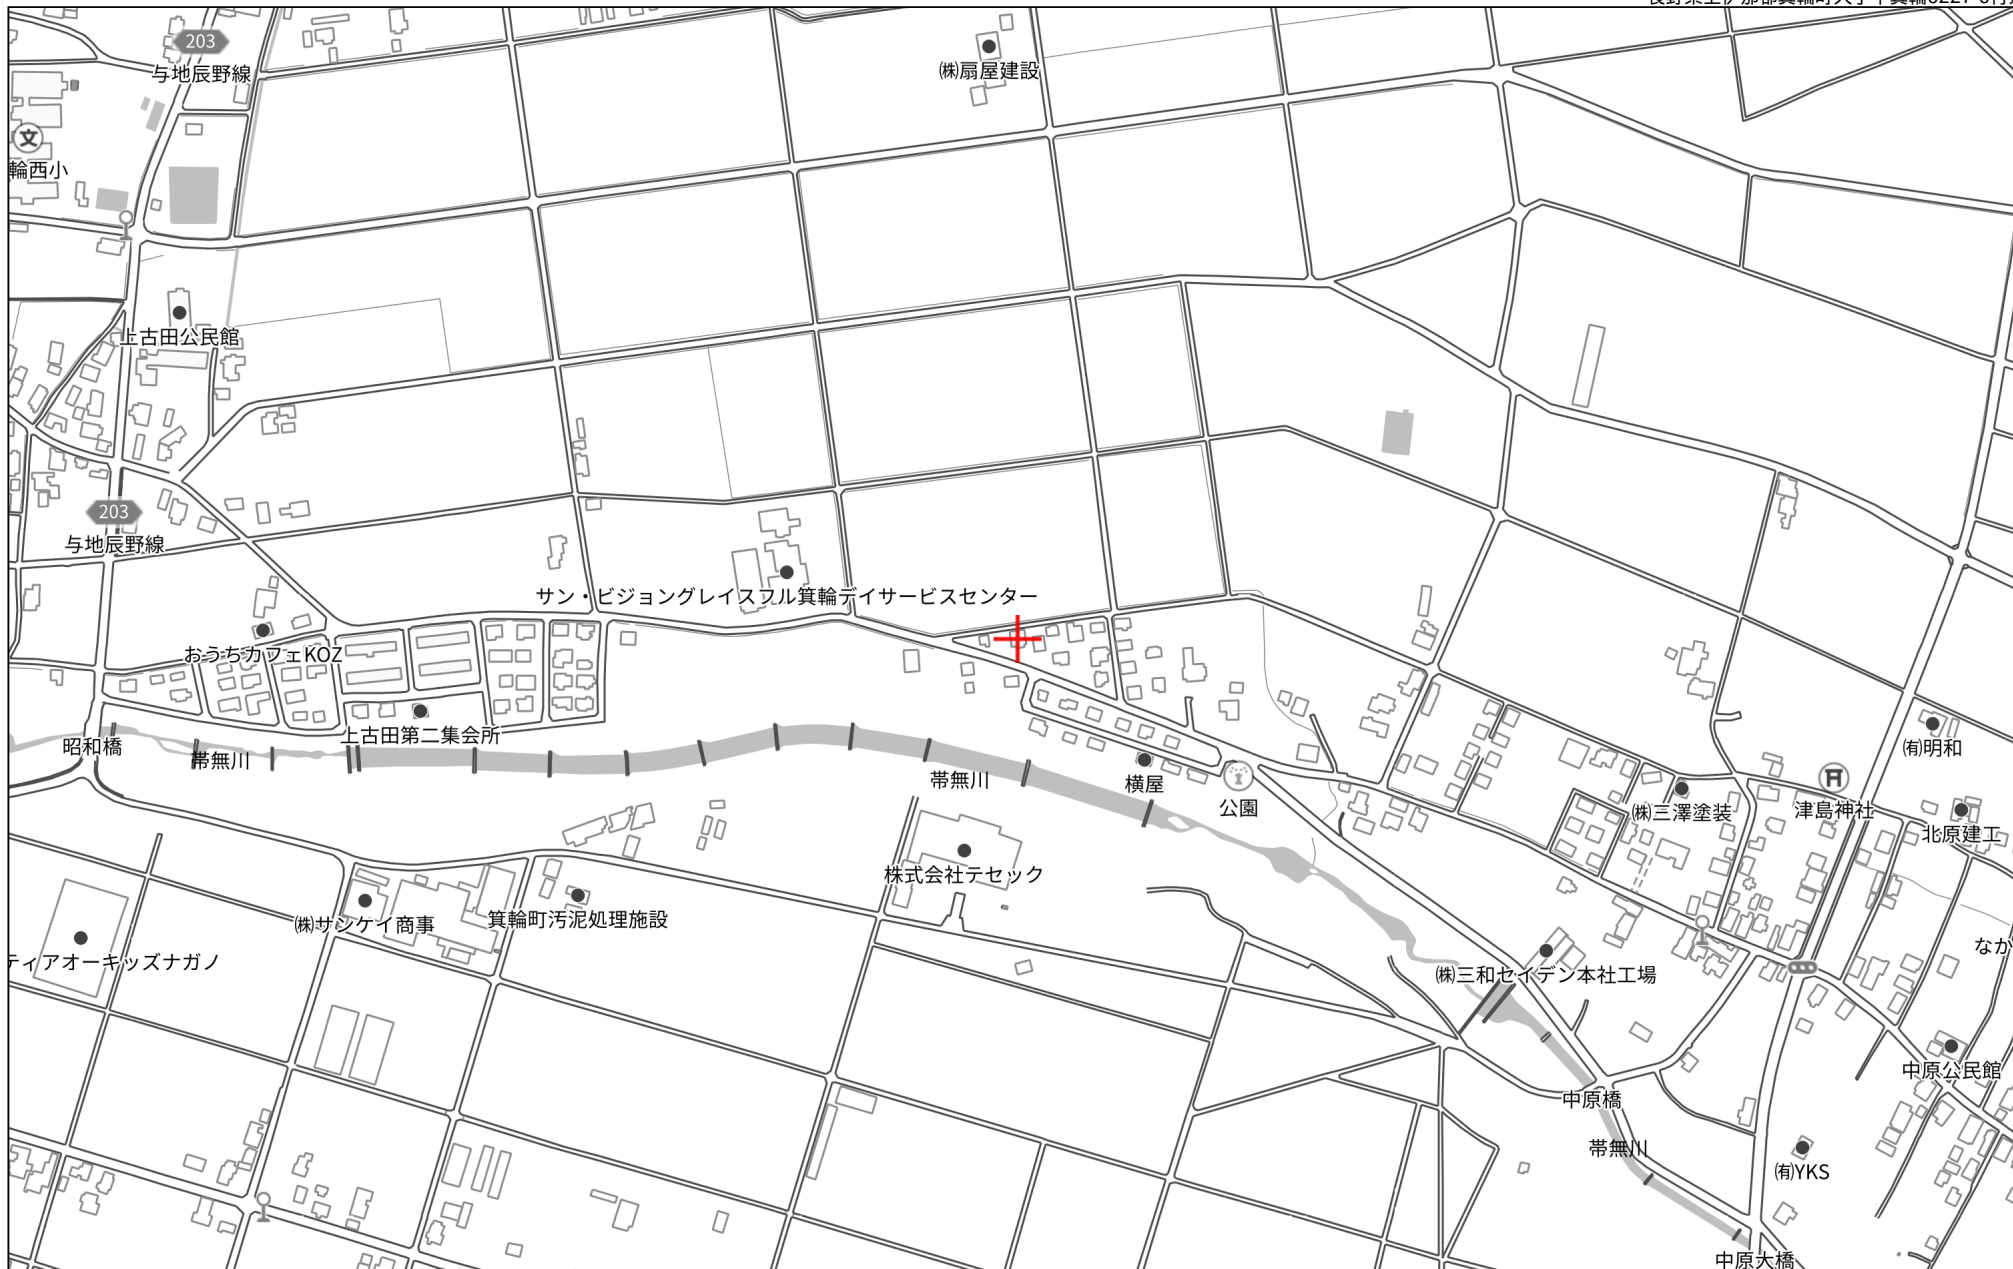 203
与地辰野線
㈱扇屋建設
文
輪西小
上古田公民館
203
与地辰野線
サン・ビジョングレイスフル箕輪デイサービスセンター
おうちカフェKOZ
上古田第二集会所
昭和橋
帯無川
帯無川
横屋
公園
㈲明和
㈱三澤塗装
津島神社
北原建工
株式会社テセック
㈱サンケイ商事
箕輪町汚泥処理施設
ティアオーキッズナガノ
なか
㈱三和セイデン本社工場
中原公民館
中原橋
帯無川
㈲YKS
中原大橋